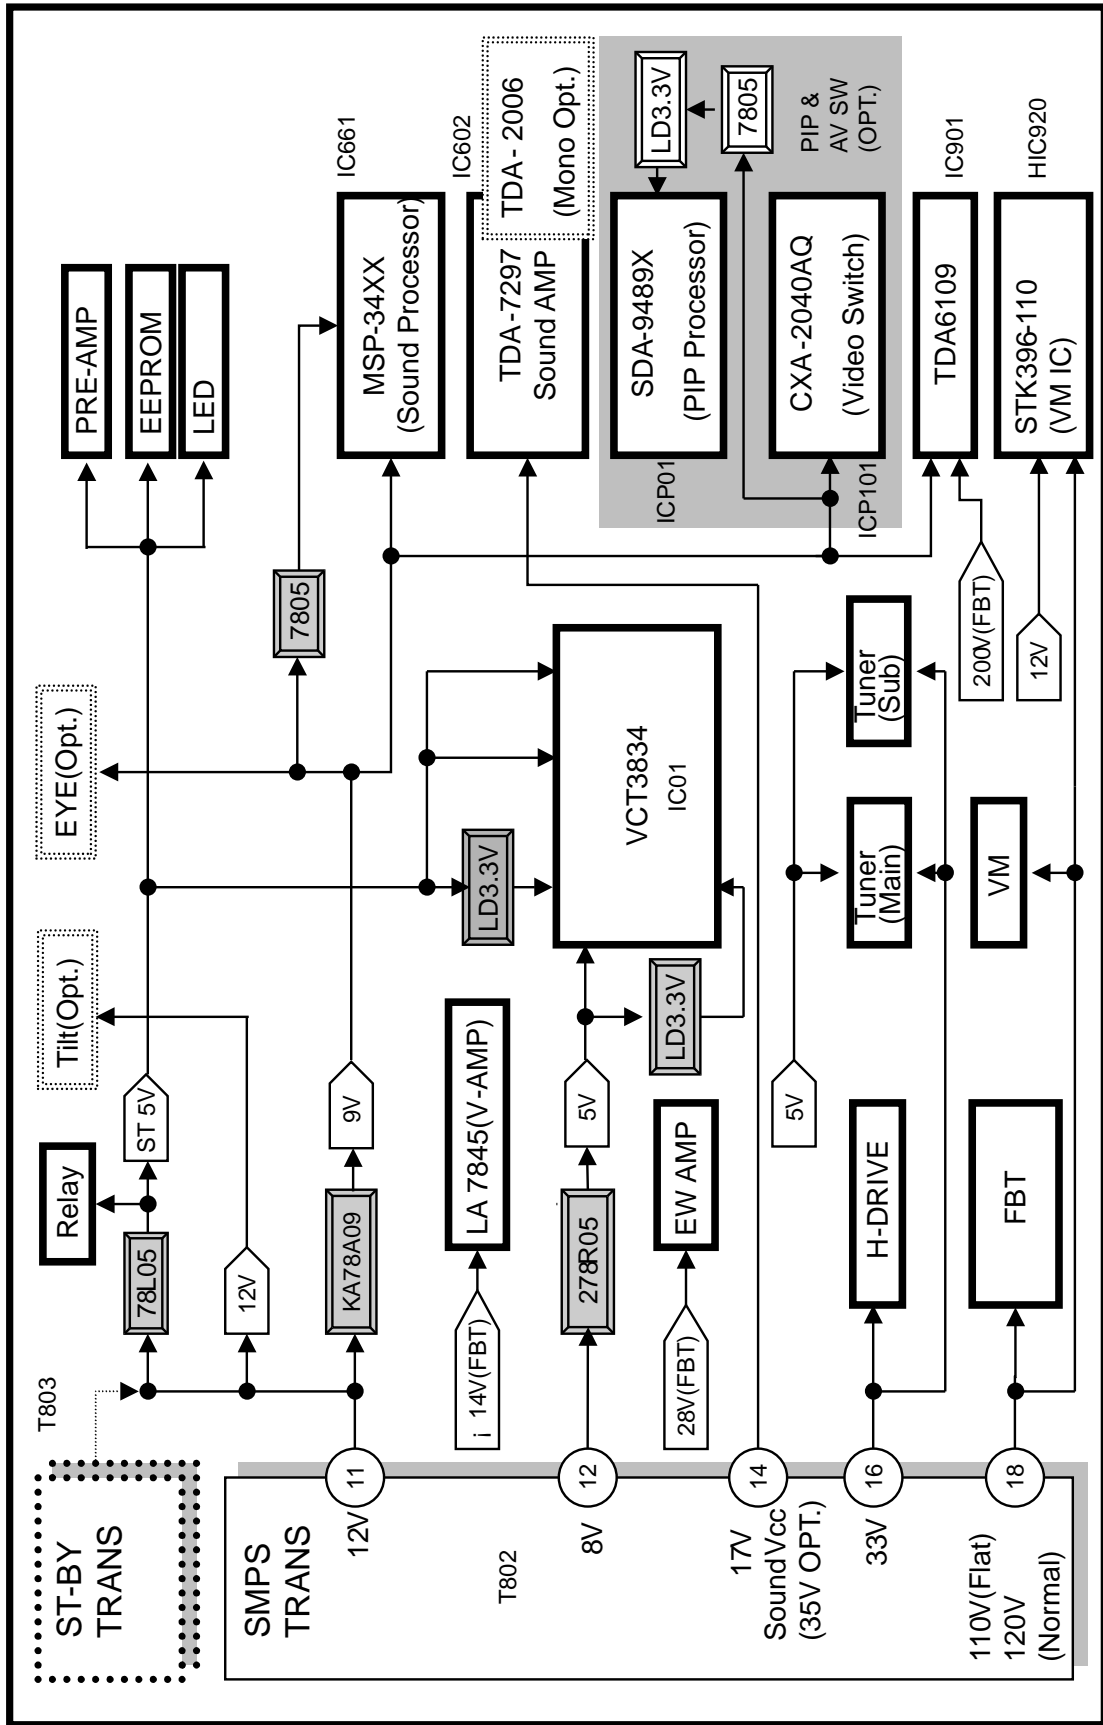 ST-BY
TRANS
T803
SMPS
TRANS
T802
11
12V
12
8V
14
17V
Sound Vcc
(35V OPT.)
16
33V
18
110V(Flat)
120V
(Normal)
78L05
Relay
ST 5V
12V
Tilt(Opt.)
KA78A09
9V
EYE(Opt.)
¡ 14V(FBT)
LA 7845(V-AMP)
278R05
5V
LD3.3V
28V(FBT)
EW AMP
LD3.3V
VCT3834
IC01
7805
PRE-AMP
EEPROM
LED
IC661
MSP-34XX
(Sound Processor)
IC602
TDA-7297
Sound AMP
TDA- 2006
(Mono Opt.)
ICP01
SDA-9489X
(PIP Processor)
LD3.3V
7805
PIP &
AV SW
(OPT.)
ICP101
CXA-2040AQ
(Video Switch)
5V
Tuner
(Main)
Tuner
(Sub)
H-DRIVE
FBT
VM
200V(FBT)
TDA6109
IC901
12V
STK396-110
(VM IC)
HIC920